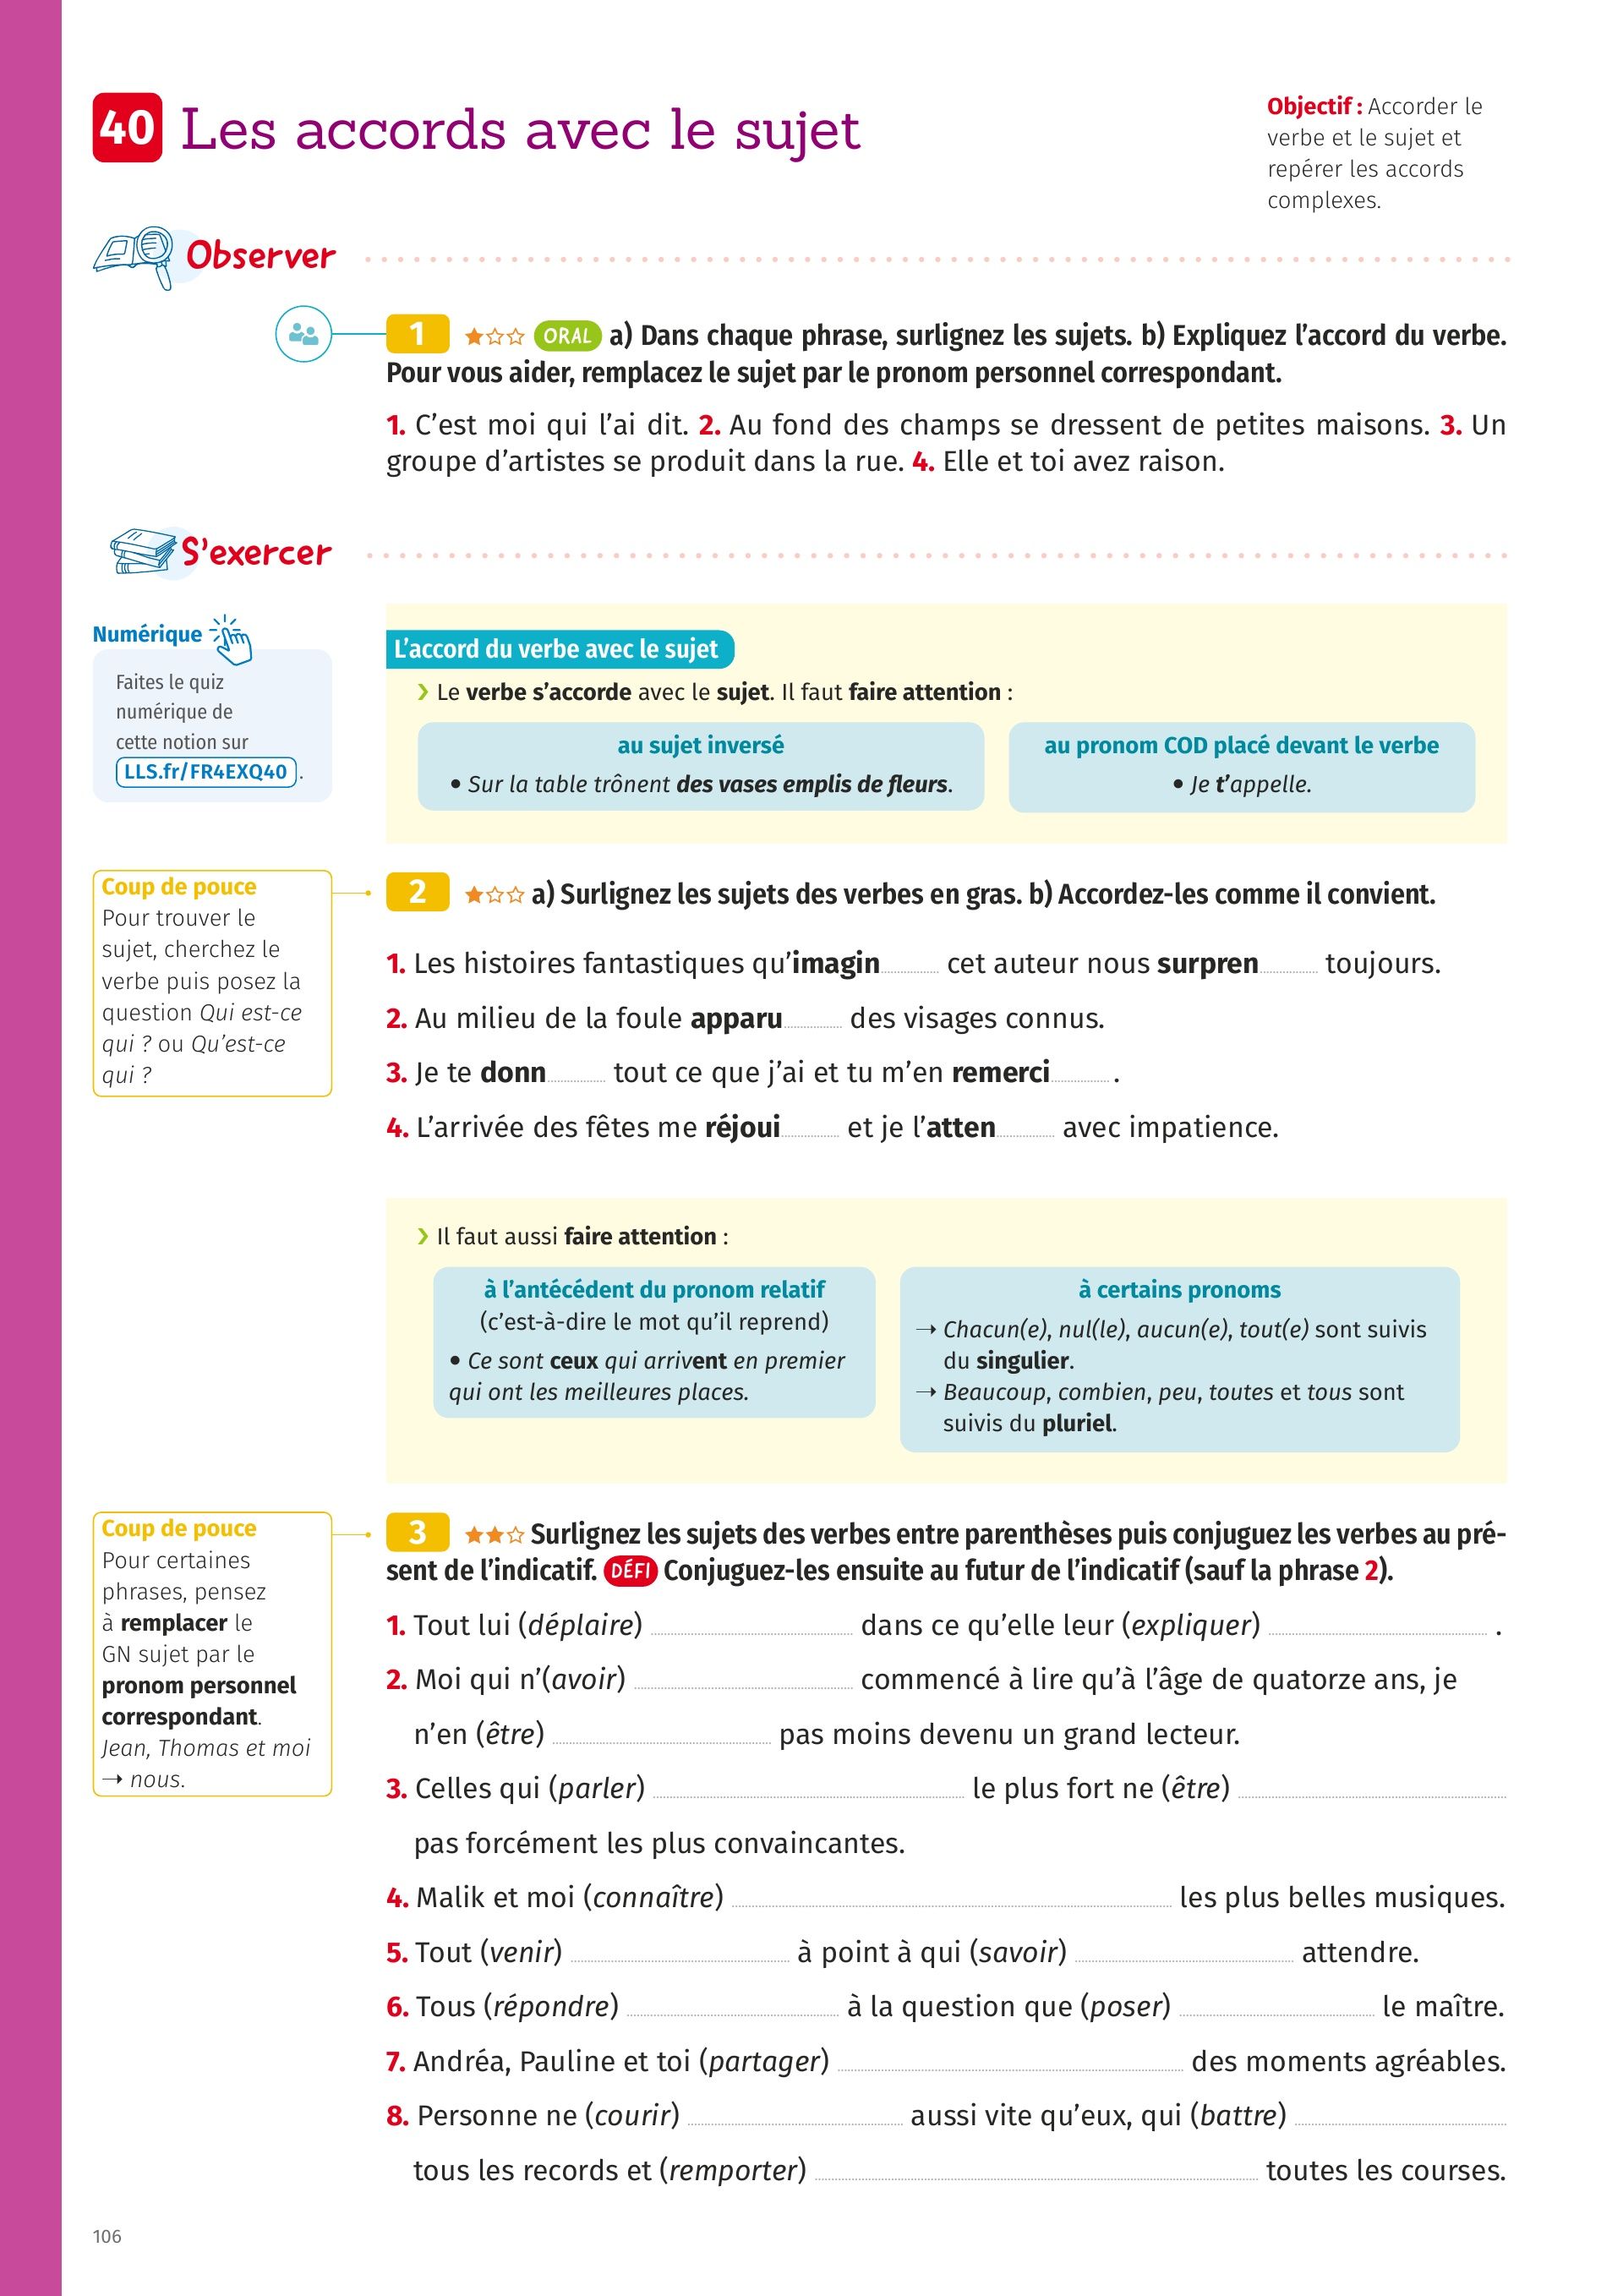 40 Les accords avec le sujet
Objectif : Accorder le
verbe et le sujet et
repérer les accords
complexes.
Observer
1 ORAL a) Dans chaque phrase, surlignez les sujets. b) Expliquez l’accord du verbe.
Pour vous aider, remplacez le sujet par le pronom personnel correspondant.
1. C’est moi qui l’ai dit. 2. Au fond des champs se dressent de petites maisons. 3. Un
groupe d’artistes se produit dans la rue. 4. Elle et toi avez raison.
S’exercer
Numérique
Faites le quiz
numérique de
cette notion sur
LLS.fr/FR4EXQ40 .
L’accord du verbe avec le sujet
› Le verbe s’accorde avec le sujet. Il faut faire attention :
au sujet inversé
• Sur la table trônent des vases emplis de fleurs.
au pronom COD placé devant le verbe
• Je t’appelle.
Coup de pouce
Pour trouver le
sujet, cherchez le
verbe puis posez la
question Qui est-ce
qui ? ou Qu’est-ce
qui ?
2 a) Surlignez les sujets des verbes en gras. b) Accordez-les comme il convient.
1. Les histoires fantastiques qu’imagin........ cet auteur nous surpren........ toujours.
2. Au milieu de la foule apparu........ des visages connus.
3. Je te donn........ tout ce que j’ai et tu m’en remerci........ .
4. L’arrivée des fêtes me réjoui........ et je l’atten........ avec impatience.
› Il faut aussi faire attention :
à l’antécédent du pronom relatif
(c’est-à-dire le mot qu’il reprend)
• Ce sont ceux qui arrivent en premier
qui ont les meilleures places.
à certains pronoms
→ Chacun(e), nul(le), aucun(e), tout(e) sont suivis
du singulier.
→ Beaucoup, combien, peu, toutes et tous sont
suivis du pluriel.
Coup de pouce
Pour certaines
phrases, pensez
à remplacer le
GN sujet par le
pronom personnel
correspondant.
Jean, Thomas et moi
→ nous.
3 Surlignez les sujets des verbes entre parenthèses puis conjuguez les verbes au pré-
sent de l’indicatif. DÉFI Conjuguez-les ensuite au futur de l’indicatif (sauf la phrase 2).
1. Tout lui (déplaire) ........ dans ce qu’elle leur (expliquer) ........ .
2. Moi qui n’(avoir) ........ commencé à lire qu’à l’âge de quatorze ans, je
n’en (être) ........ pas moins devenu un grand lecteur.
3. Celles qui (parler) ........ le plus fort ne (être) ........
pas forcément les plus convaincantes.
4. Malik et moi (connaître) ........ les plus belles musiques.
5. Tout (venir) ........ à point à qui (savoir) ........ attendre.
6. Tous (répondre) ........ à la question que (poser) ........ le maître.
7. Andréa, Pauline et toi (partager) ........ des moments agréables.
8. Personne ne (courir) ........ aussi vite qu’eux, qui (battre) ........
tous les records et (remporter) ........ toutes les courses.
106